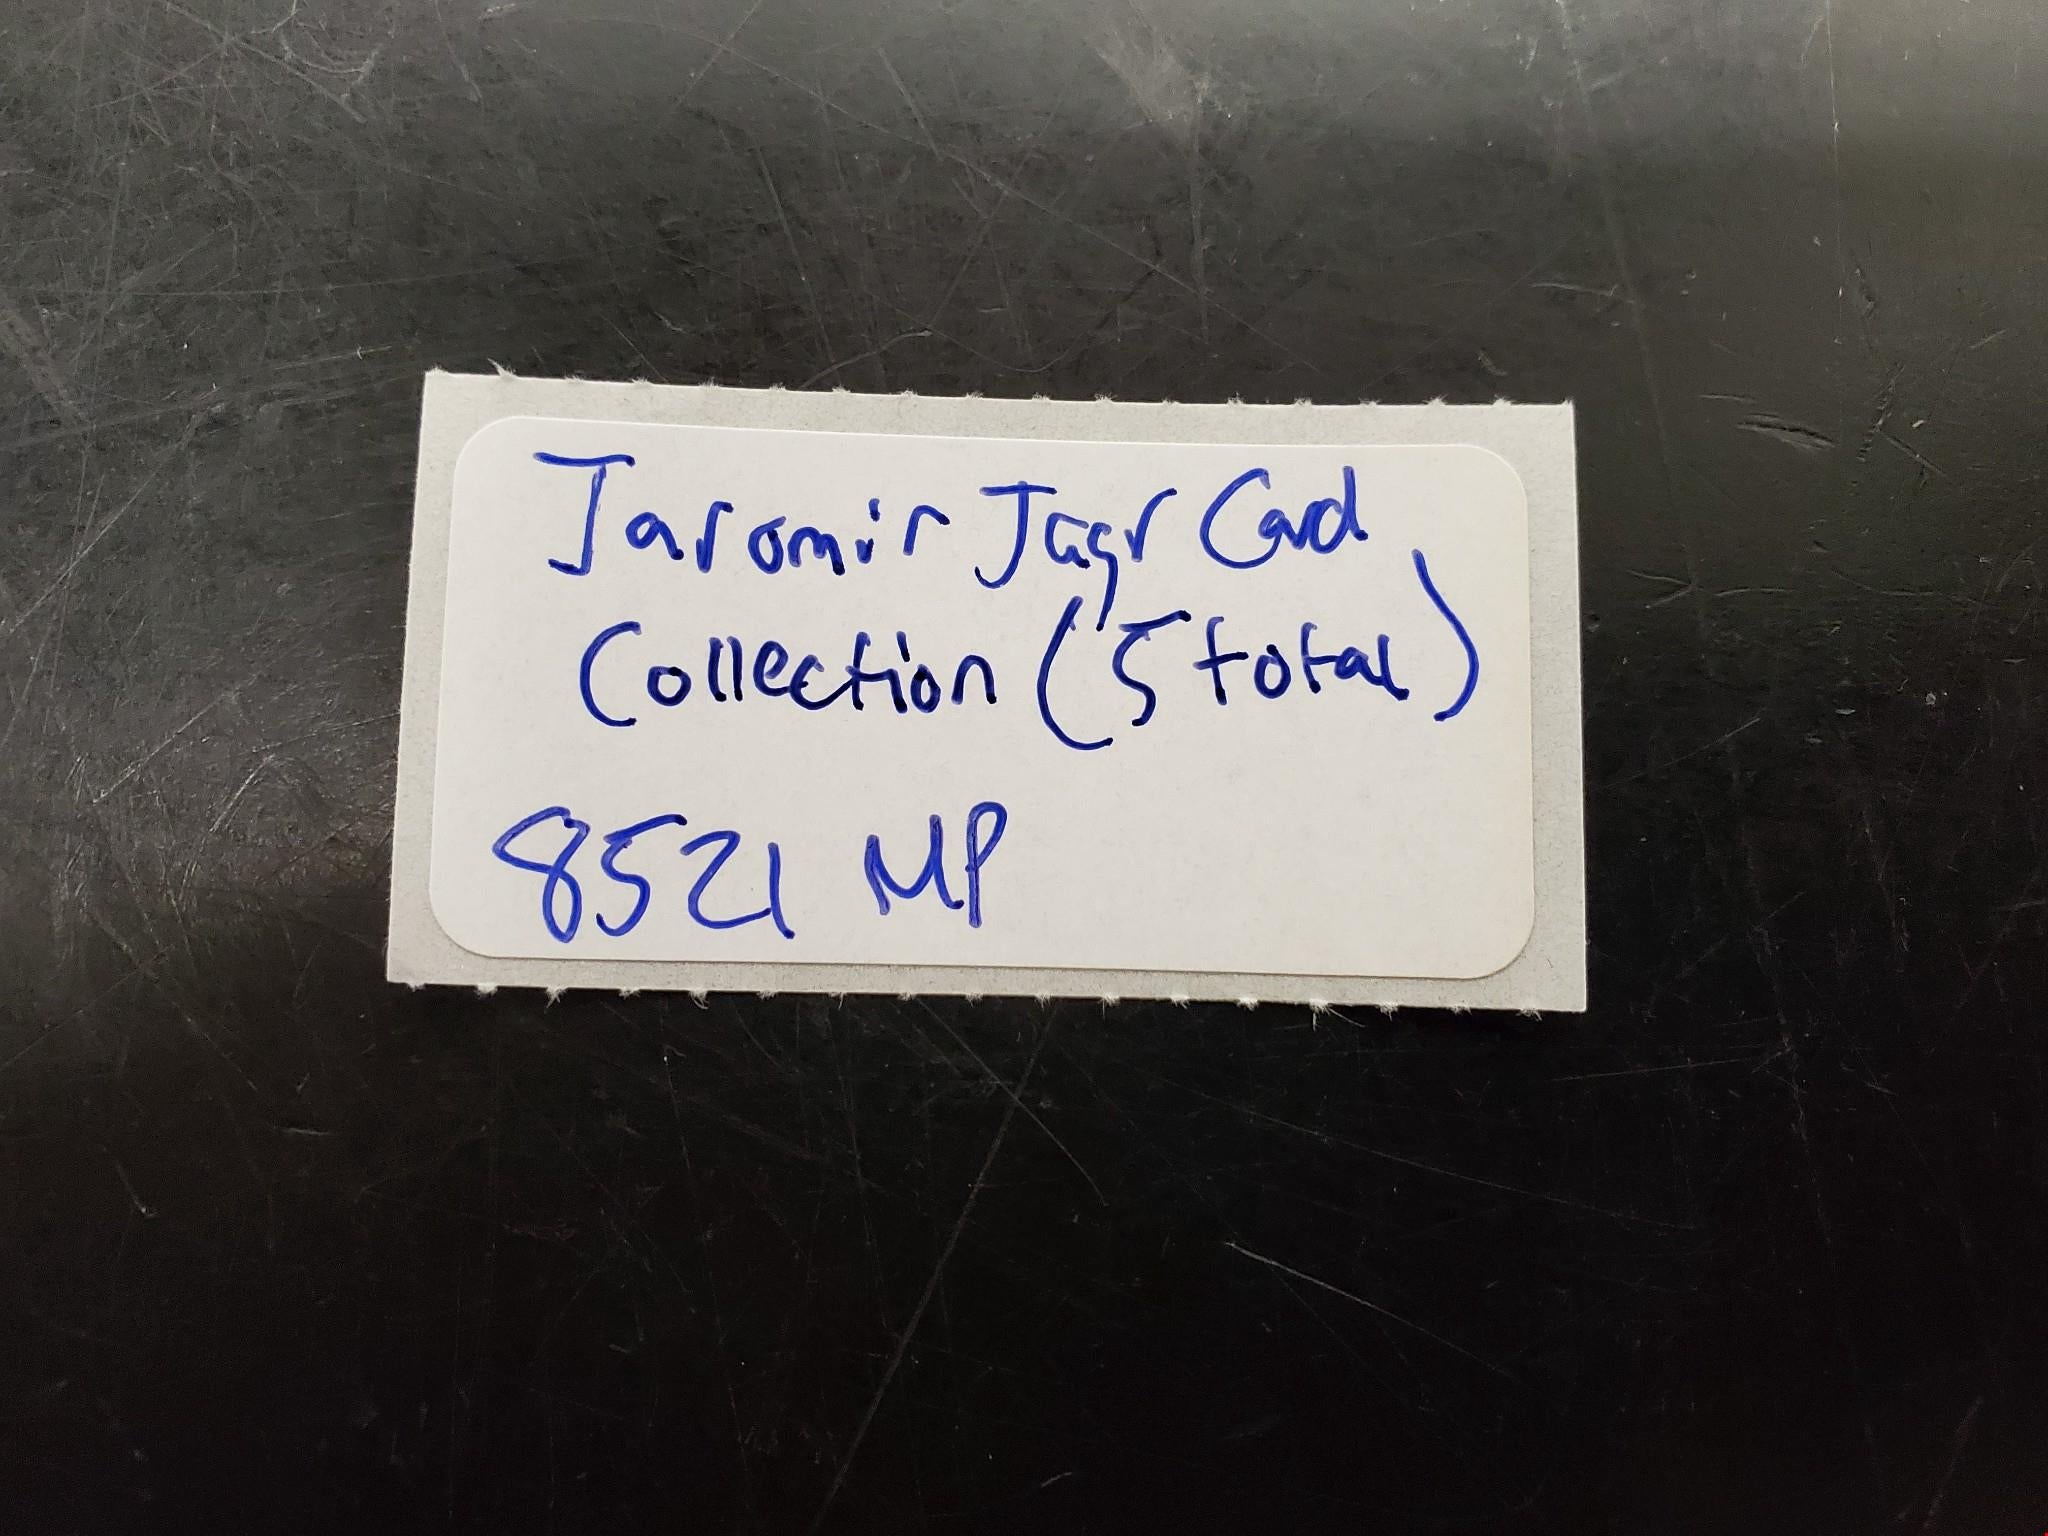 Jaromir Jagr Card
Collection (5 total)
8521 MP